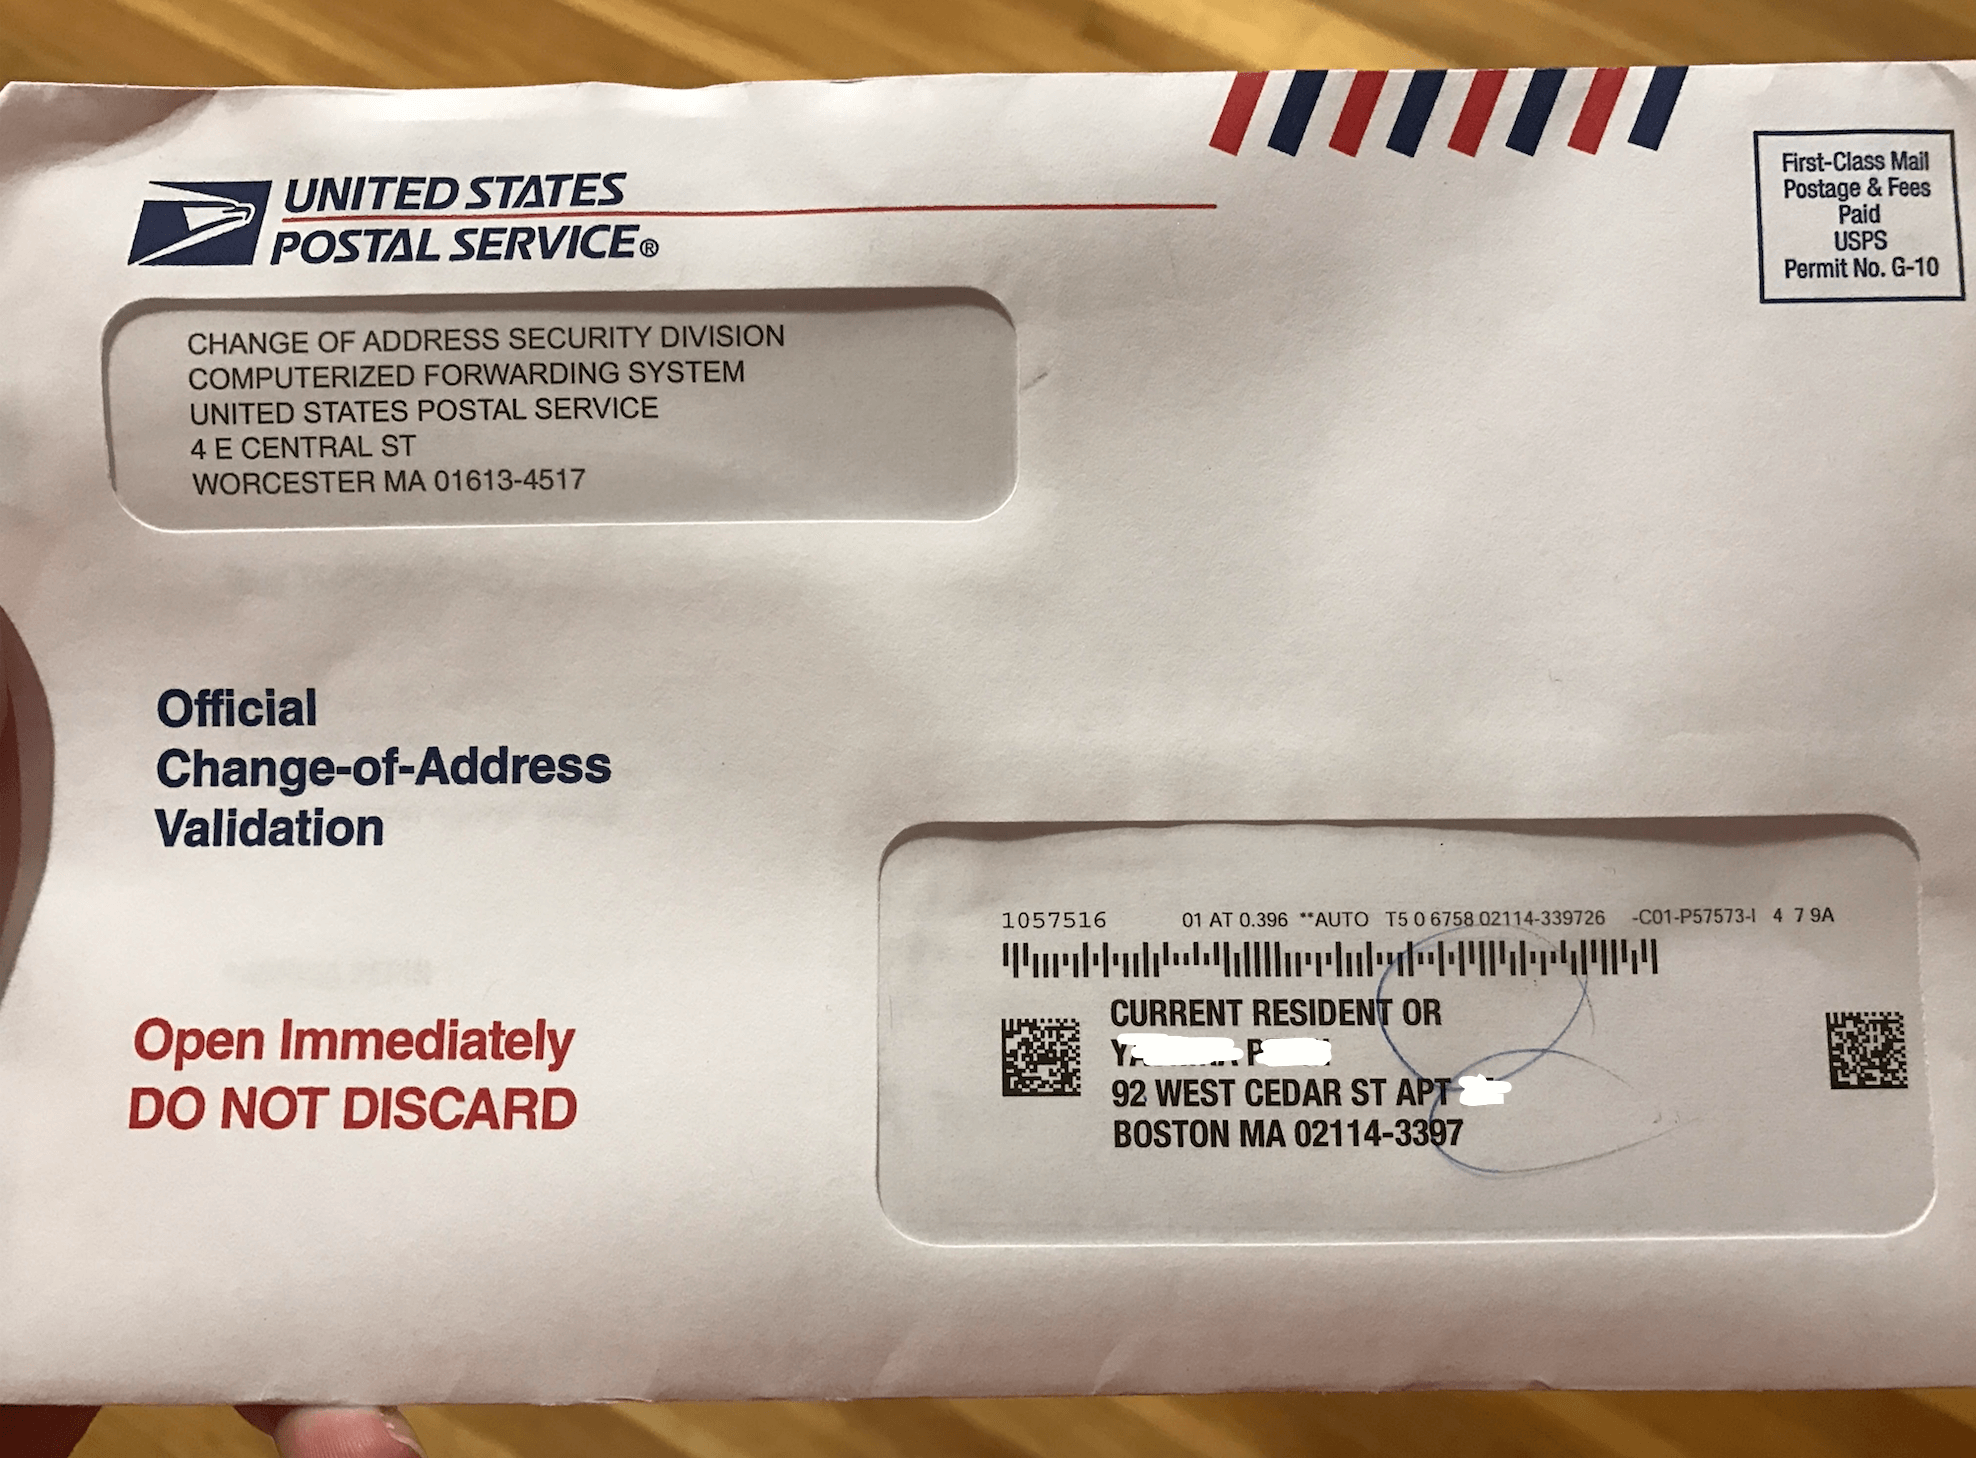 UNITED STATES
POSTAL SERVICE®
First-Class Mail
Postage & Fees
Paid
USPS
Permit No. G-10
CHANGE OF ADDRESS SECURITY DIVISION
COMPUTERIZED FORWARDING SYSTEM
UNITED STATES POSTAL SERVICE
4 E CENTRAL ST
WORCESTER MA 01613-4517
Official
Change-of-Address
Validation
Open Immediately
DO NOT DISCARD
1057516 01 AT 0.396 **AUTO T5 0 6758 02114-339726 -C01-P57573-I 4 7 9A
CURRENT RESIDENT OR
92 WEST CEDAR ST APT
BOSTON MA 02114-3397